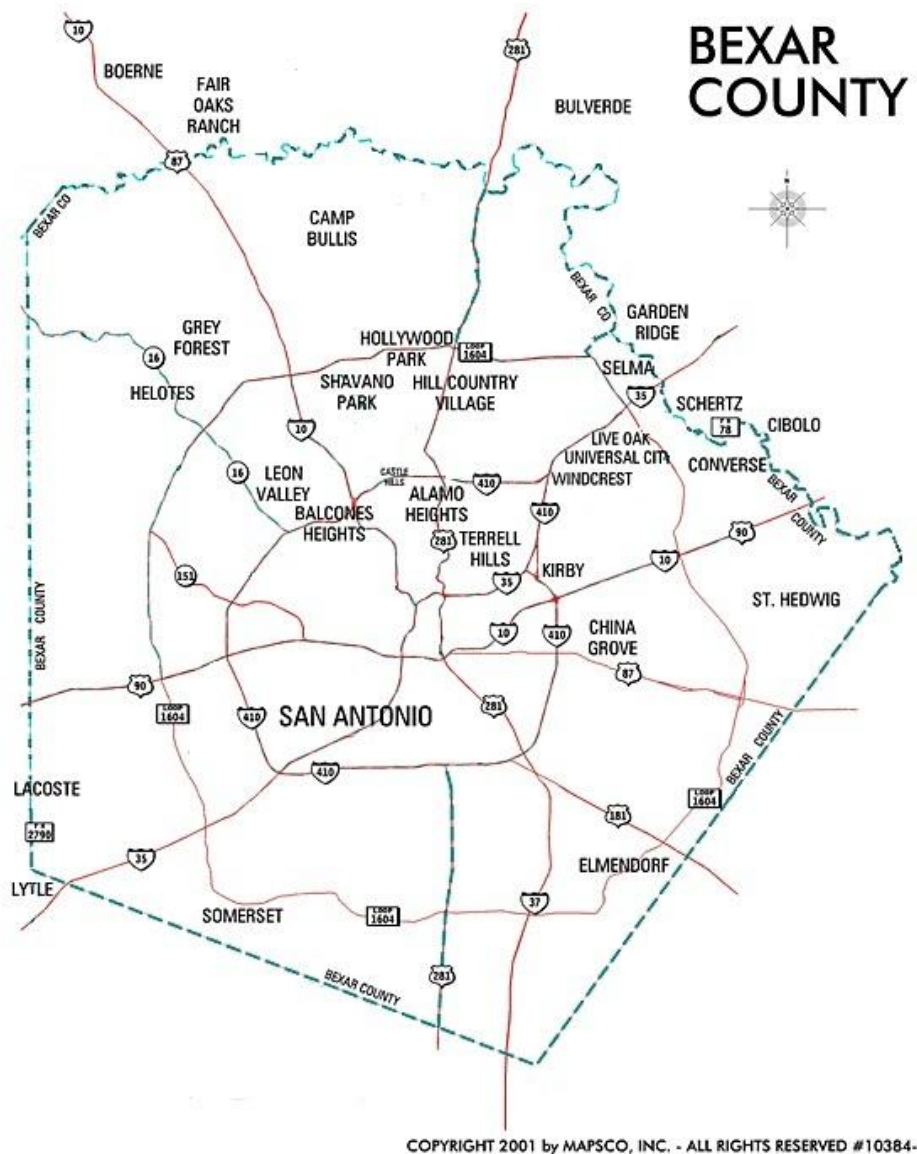 BEXAR
COUNTY
10
281
BOERNE
FAIR
OAKS
RANCH
BULVERDE
87
N
BEXAR CO
CAMP
BULLIS
BEXAR CO
GARDEN
RIDGE
GREY
FOREST
16
HOLLYWOOD
PARK
LOOP
1604
SELMA
HELOTES
SHAVANO
PARK
HILL COUNTRY
VILLAGE
35
SCHERTZ
FM
78
CIBOLO
10
LIVE OAK
UNIVERSAL CITY
CONVERSE
16
LEON
VALLEY
CASTLE
HILLS
410
WINDCREST
BEXAR
COUNTY
BALCONES
HEIGHTS
ALAMO
HEIGHTS
410
90
281
TERRELL
HILLS
10
151
35
KIRBY
ST. HEDWIG
BEXAR COUNTY
10
410
CHINA
GROVE
87
90
LOOP
1604
410
SAN ANTONIO
281
BEXAR COUNTY
410
LACOSTE
LOOP
1604
FM
2790
181
35
ELMENDORF
LYTLE
SOMERSET
LOOP
1604
37
BEXAR COUNTY
281
COPYRIGHT 2001 by MAPSCO, INC. - ALL RIGHTS RESERVED #10384-